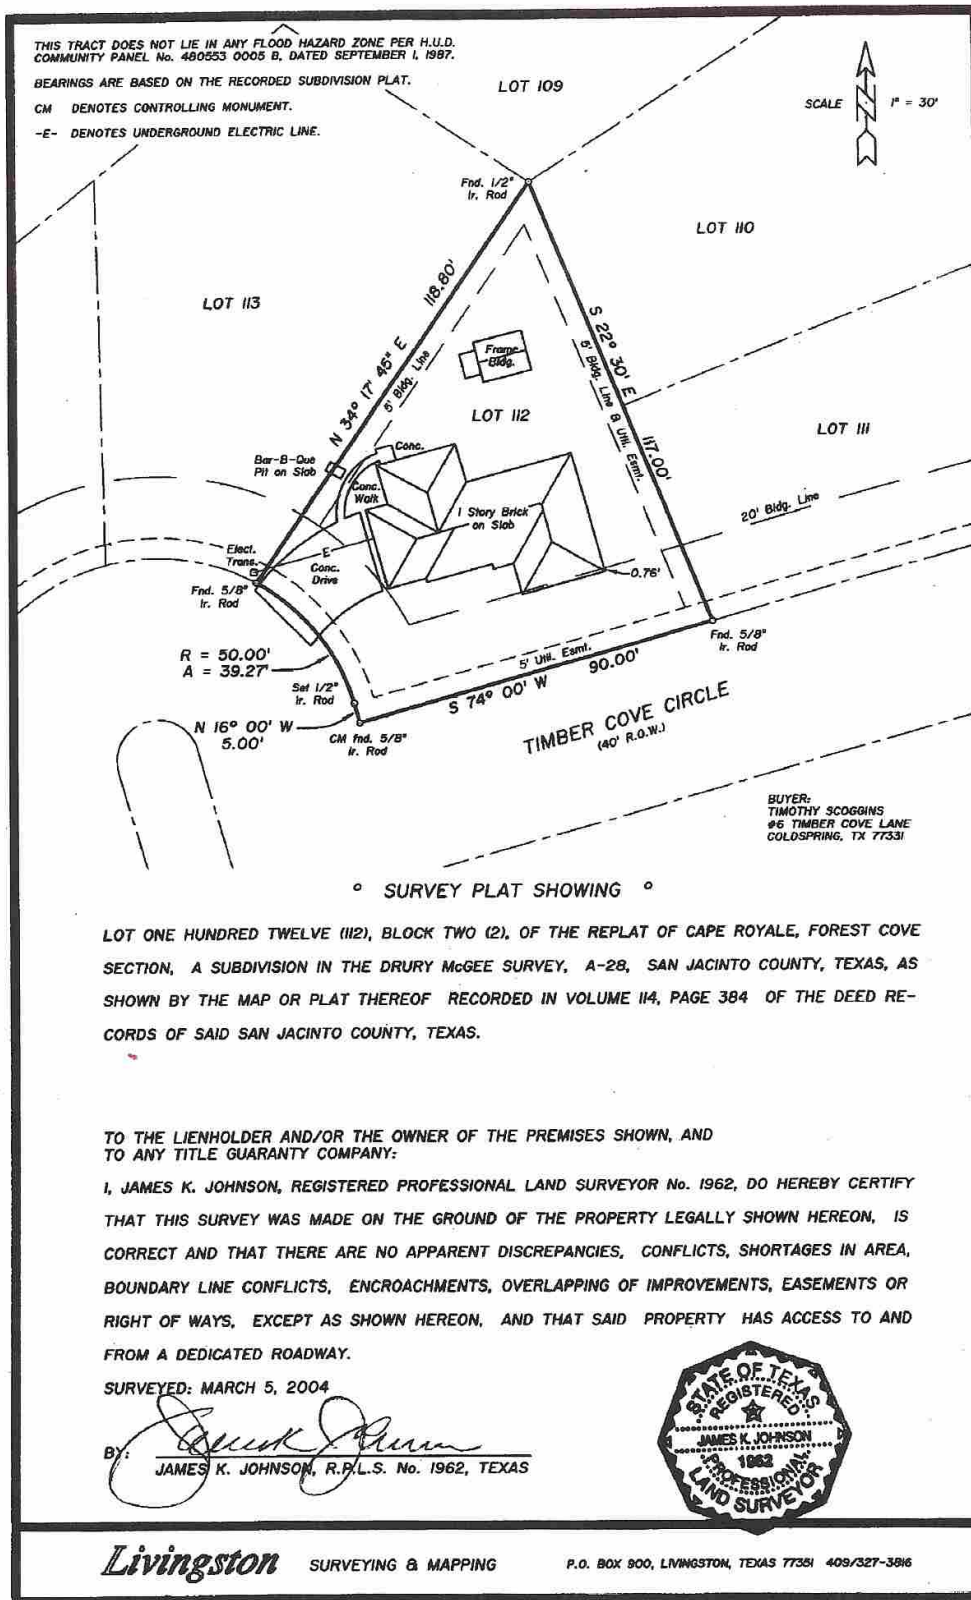 THIS TRACT DOES NOT LIE IN ANY FLOOD HAZARD ZONE PER H.U.D.
COMMUNITY PANEL No. 480553 0005 B, DATED SEPTEMBER 1, 1987.
BEARINGS ARE BASED ON THE RECORDED SUBDIVISION PLAT.
CM DENOTES CONTROLLING MONUMENT.
-E- DENOTES UNDERGROUND ELECTRIC LINE.
LOT 109
SCALE N 1" = 30'
Fnd. 1/2"
Ir. Rod
LOT 110
LOT 113
118.80'
N 34° 17' 45" E
5' Bldg. Line
S 22° 30' E
117.00'
5' Bldg. Line & Util. Esmt.
Frame
Bldg.
LOT 112
LOT 111
Bar-B-Que
Pit on Slab
Conc.
Conc.
Walk
1 Story Brick
on Slab
20' Bldg. Line
Elect.
Trans.
E
Conc.
Drive
0.76'
Fnd. 5/8"
Ir. Rod
Fnd. 5/8"
Ir. Rod
R = 50.00'
A = 39.27'
5' Util. Esmt.
90.00'
S 74° 00' W
Set 1/2"
Ir. Rod
N 16° 00' W
5.00'
CM fnd. 5/8"
Ir. Rod
TIMBER COVE CIRCLE
(40' R.O.W.)
BUYER:
TIMOTHY SCOGGINS
#6 TIMBER COVE LANE
COLDSPRING, TX 77331
° SURVEY PLAT SHOWING °
LOT ONE HUNDRED TWELVE (112), BLOCK TWO (2), OF THE REPLAT OF CAPE ROYALE, FOREST COVE
SECTION, A SUBDIVISION IN THE DRURY McGEE SURVEY, A-28, SAN JACINTO COUNTY, TEXAS, AS
SHOWN BY THE MAP OR PLAT THEREOF RECORDED IN VOLUME 114, PAGE 384 OF THE DEED RE-
CORDS OF SAID SAN JACINTO COUNTY, TEXAS.
TO THE LIENHOLDER AND/OR THE OWNER OF THE PREMISES SHOWN, AND
TO ANY TITLE GUARANTY COMPANY:
I, JAMES K. JOHNSON, REGISTERED PROFESSIONAL LAND SURVEYOR No. 1962, DO HEREBY CERTIFY
THAT THIS SURVEY WAS MADE ON THE GROUND OF THE PROPERTY LEGALLY SHOWN HEREON, IS
CORRECT AND THAT THERE ARE NO APPARENT DISCREPANCIES, CONFLICTS, SHORTAGES IN AREA,
BOUNDARY LINE CONFLICTS, ENCROACHMENTS, OVERLAPPING OF IMPROVEMENTS, EASEMENTS OR
RIGHT OF WAYS, EXCEPT AS SHOWN HEREON, AND THAT SAID PROPERTY HAS ACCESS TO AND
FROM A DEDICATED ROADWAY.
SURVEYED: MARCH 5, 2004
BY:
JAMES K. JOHNSON, R.P.L.S. No. 1962, TEXAS
STATE OF TEXAS
REGISTERED
JAMES K. JOHNSON
1962
PROFESSIONAL
LAND SURVEYOR
Livingston SURVEYING & MAPPING P.O. BOX 900, LIVINGSTON, TEXAS 77351 409/327-3816